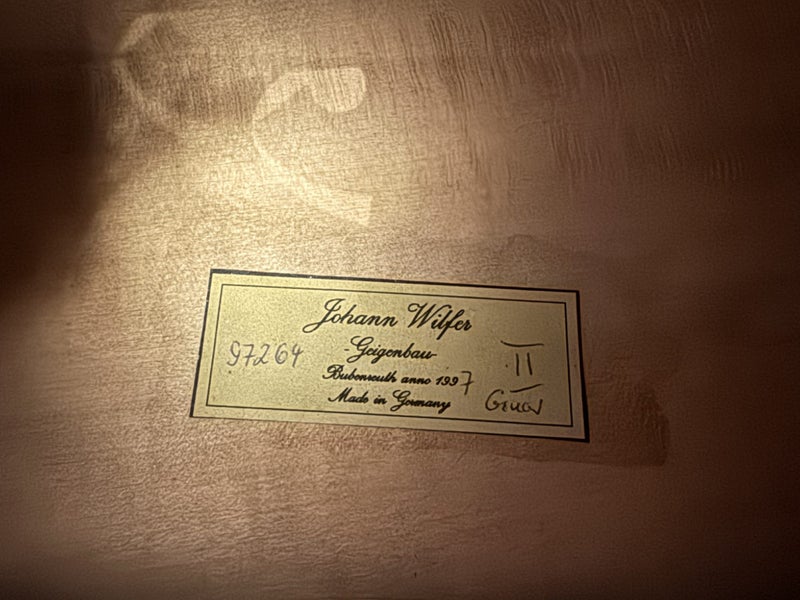 Johann Wilfer
-Geigenbau-
Bubenreuth anno 1997
Made in Germany
97264
II